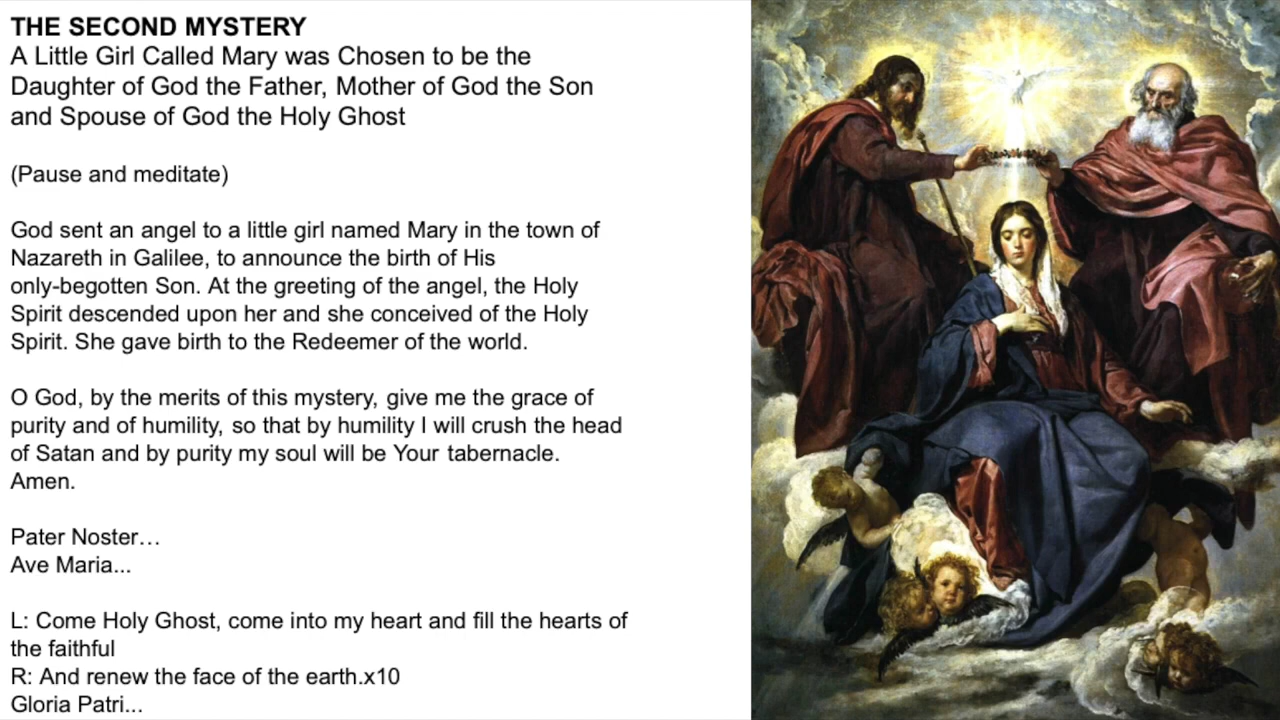 THE SECOND MYSTERY
A Little Girl Called Mary was Chosen to be the
Daughter of God the Father, Mother of God the Son
and Spouse of God the Holy Ghost
(Pause and meditate)
God sent an angel to a little girl named Mary in the town of
Nazareth in Galilee, to announce the birth of His
only-begotten Son. At the greeting of the angel, the Holy
Spirit descended upon her and she conceived of the Holy
Spirit. She gave birth to the Redeemer of the world.
O God, by the merits of this mystery, give me the grace of
purity and of humility, so that by humility I will crush the head
of Satan and by purity my soul will be Your tabernacle.
Amen.
Pater Noster…
Ave Maria...
L: Come Holy Ghost, come into my heart and fill the hearts of
the faithful
R: And renew the face of the earth.x10
Gloria Patri...